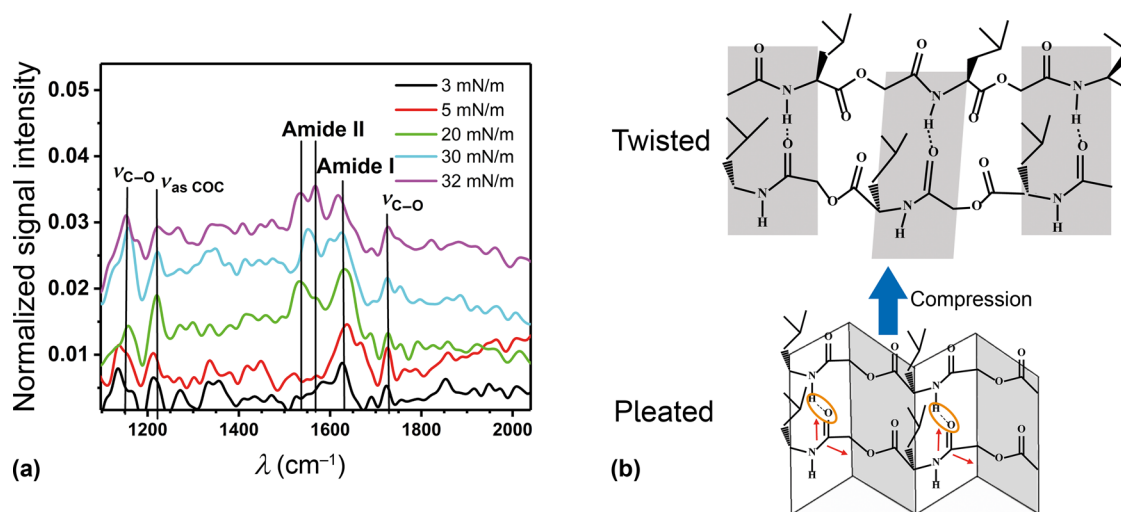 Normalized signal intensity
0.05
0.04
0.03
0.02
0.01
3 mN/m
5 mN/m
20 mN/m
30 mN/m
32 mN/m
Amide II
Amide I
νC–O
νas COC
νC–O
1200
1400
1600
1800
2000
λ (cm–1)
(a)
Twisted
O
O
O
O
O
N
H
O
O
N
H
O
O
N
H
O
O
O
N
H
O
O
N
H
O
O
N
H
Compression
Pleated
O
O
O
O
N
H
O
O
N
H
O
O
O
O
O
O
N
H
O
O
N
H
O
O
(b)